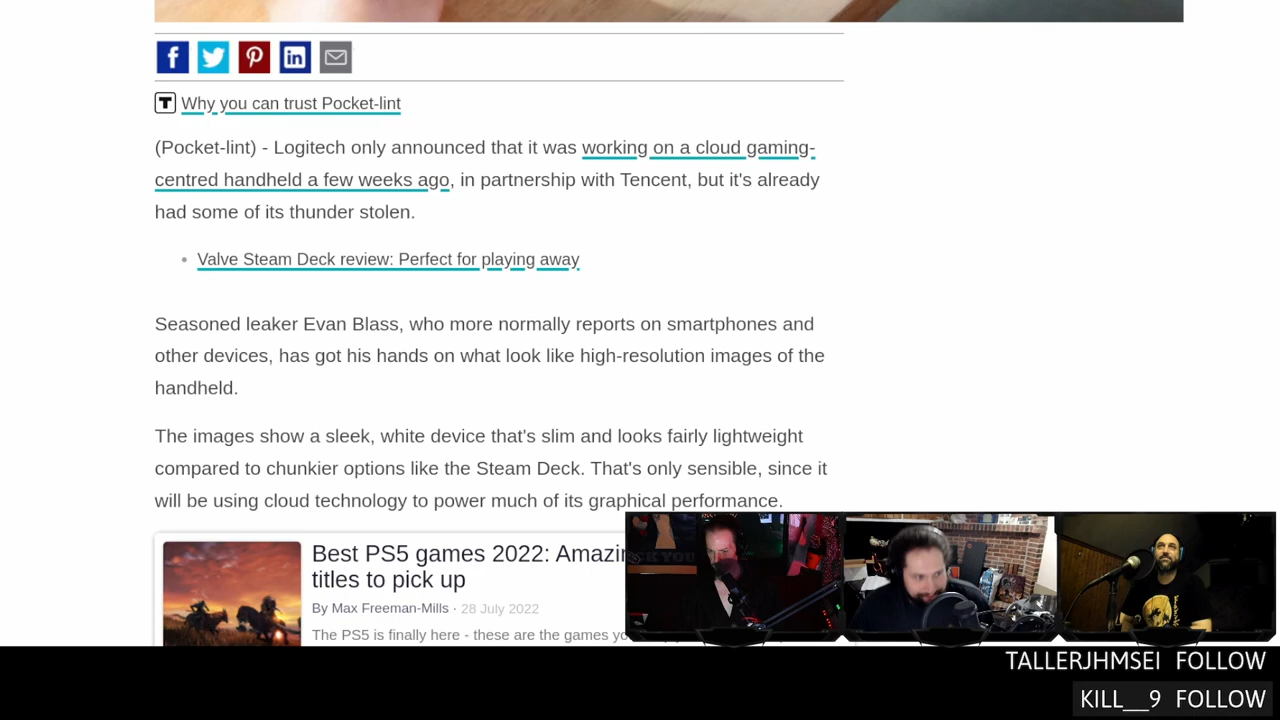 Why you can trust Pocket-lint
(Pocket-lint) - Logitech only announced that it was working on a cloud gaming-
centred handheld a few weeks ago, in partnership with Tencent, but it's already
had some of its thunder stolen.
• Valve Steam Deck review: Perfect for playing away
Seasoned leaker Evan Blass, who more normally reports on smartphones and
other devices, has got his hands on what look like high-resolution images of the
handheld.
The images show a sleek, white device that's slim and looks fairly lightweight
compared to chunkier options like the Steam Deck. That's only sensible, since it
will be using cloud technology to power much of its graphical performance.
Best PS5 games 2022:
titles to pick up
By Max Freeman-Mills · 28 July 2022
The PS5 is finally here - these are the games
TALLERJHMSEI FOLLOW
KILL__9 FOLLOW